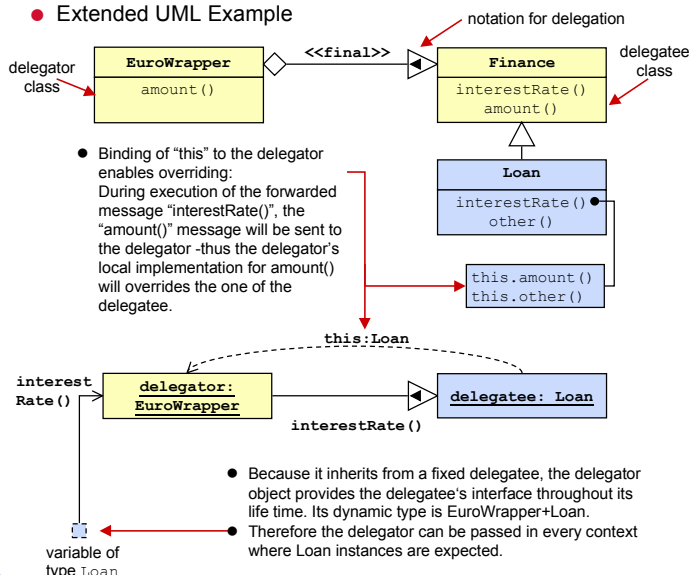 Extended UML Example
notation for delegation
delegator
class
EuroWrapper
amount()
<<final>>
Finance
interestRate()
amount()
delegatee
class
Binding of “this” to the delegator
enables overriding:
During execution of the forwarded
message “interestRate()”, the
“amount()” message will be sent to
the delegator -thus the delegator’s
local implementation for amount()
will overrides the one of the
delegatee.
Loan
interestRate()
other()
this.amount()
this.other()
this:Loan
interest
Rate()
delegator:
EuroWrapper
interestRate()
delegatee: Loan
Because it inherits from a fixed delegatee, the delegator
object provides the delegatee‘s interface throughout its
life time. Its dynamic type is EuroWrapper+Loan.
Therefore the delegator can be passed in every context
where Loan instances are expected.
variable of
type Loan